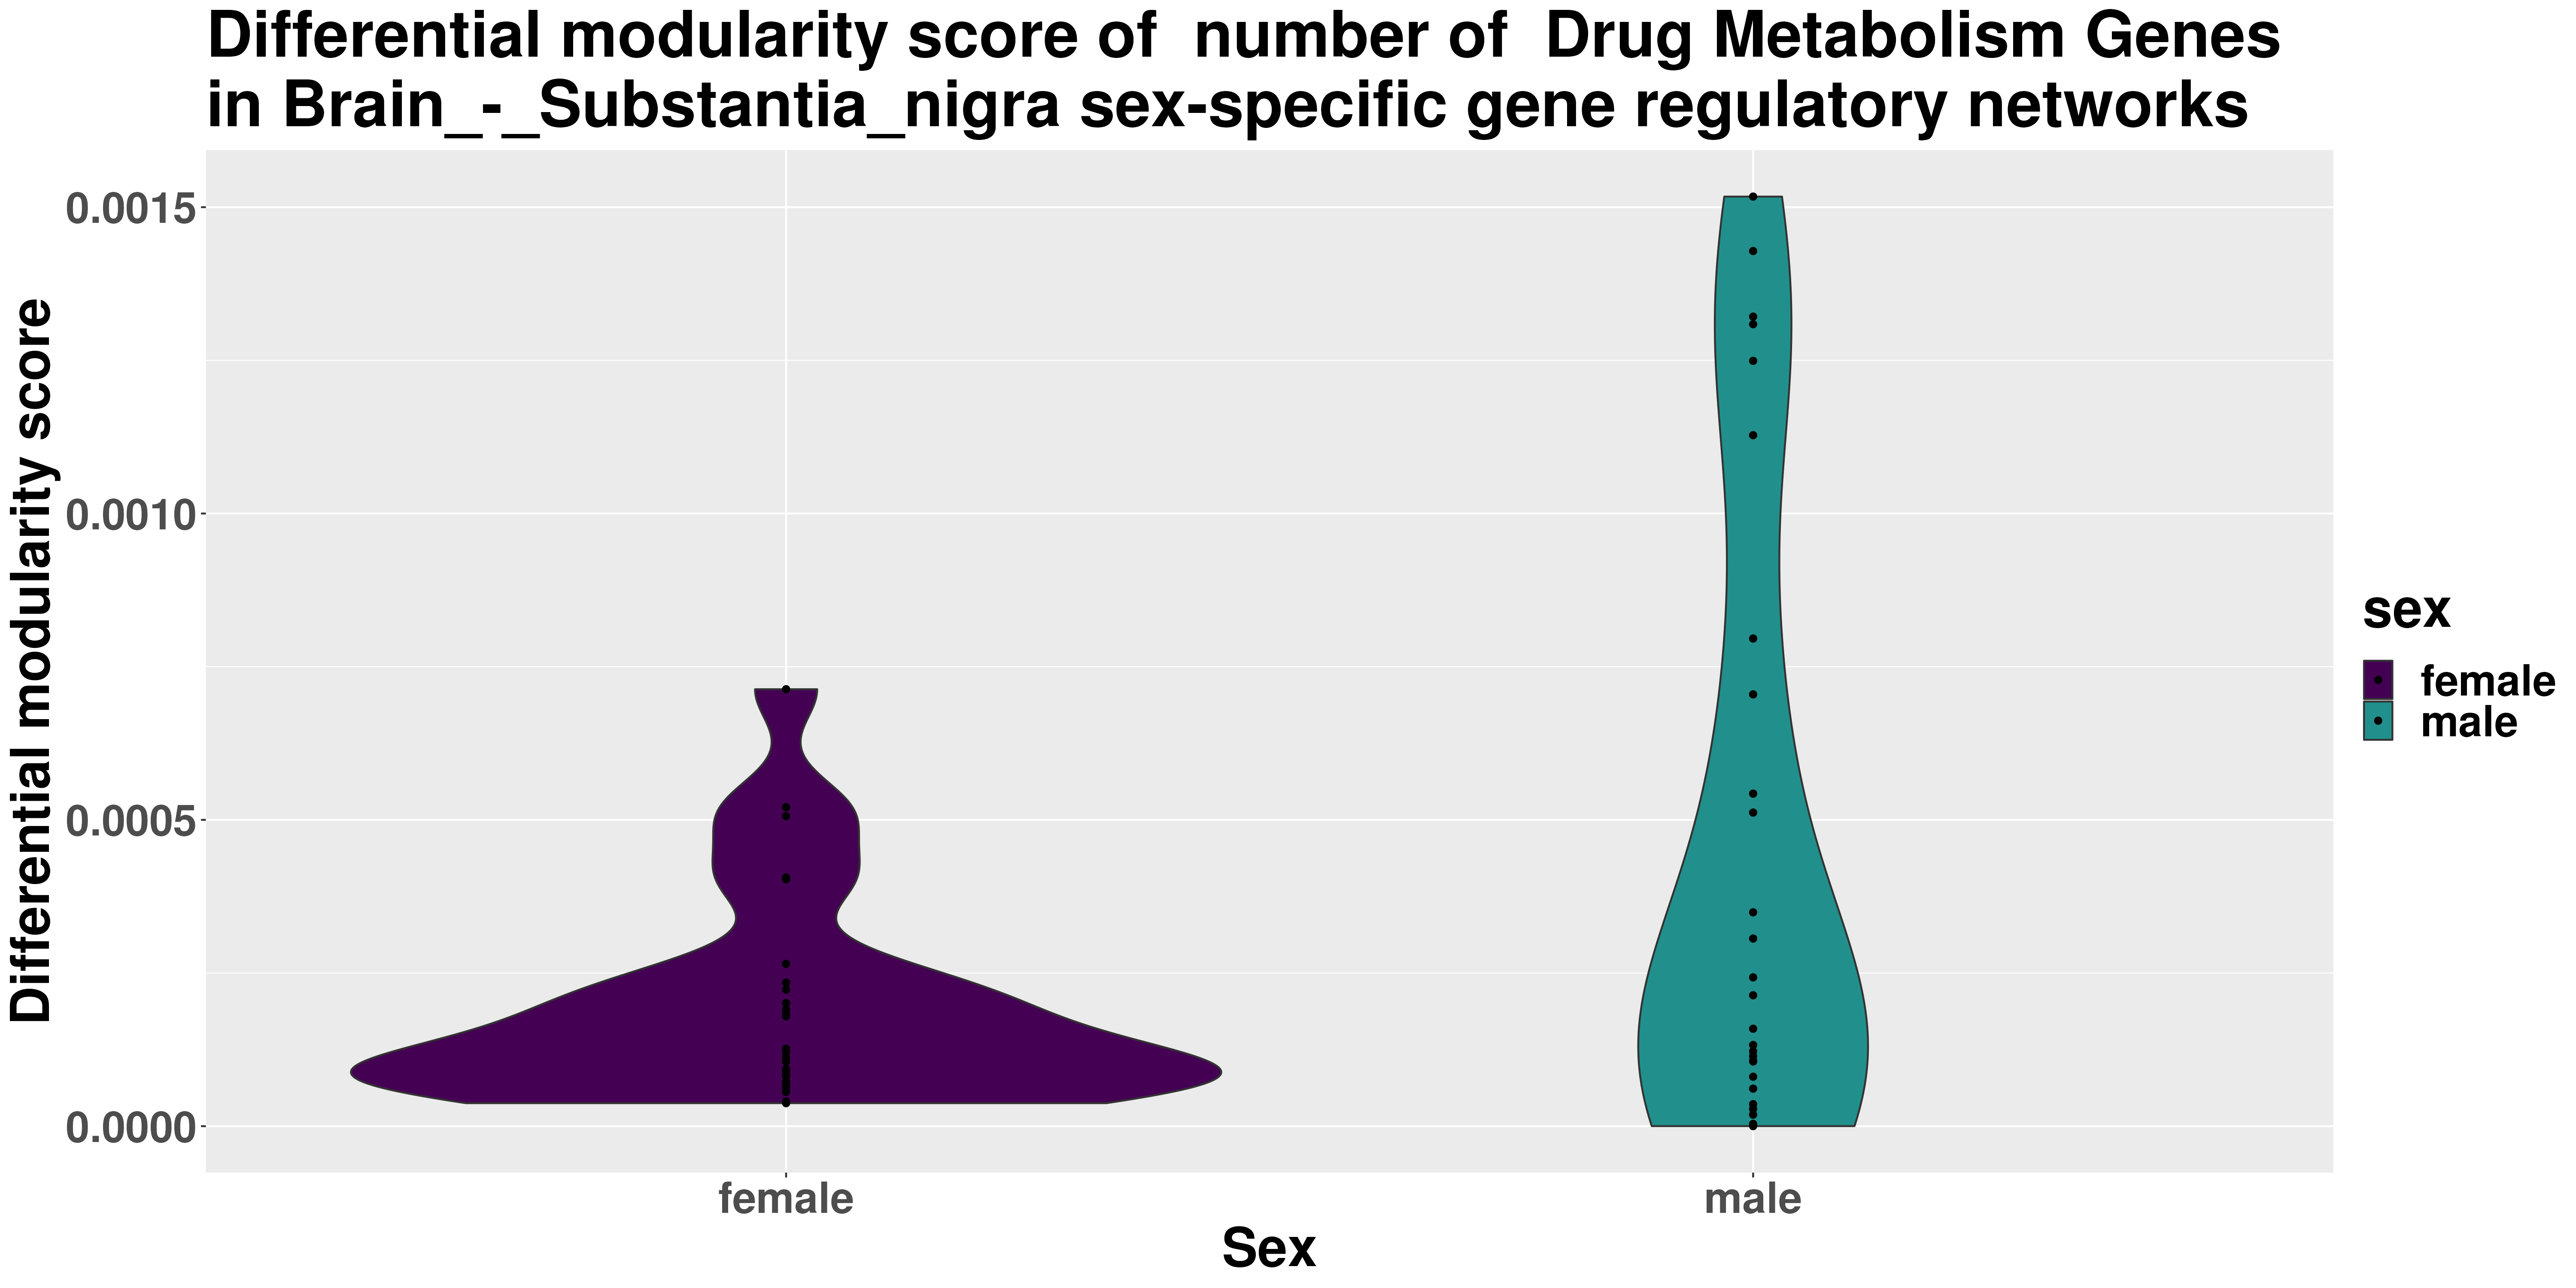 Differential modularity score of  number of  Drug Metabolism Genes
in Brain_-_Substantia_nigra sex-specific gene regulatory networks
Differential modularity score
0.0015
0.0010
0.0005
0.0000
female
male
Sex
sex
female
male